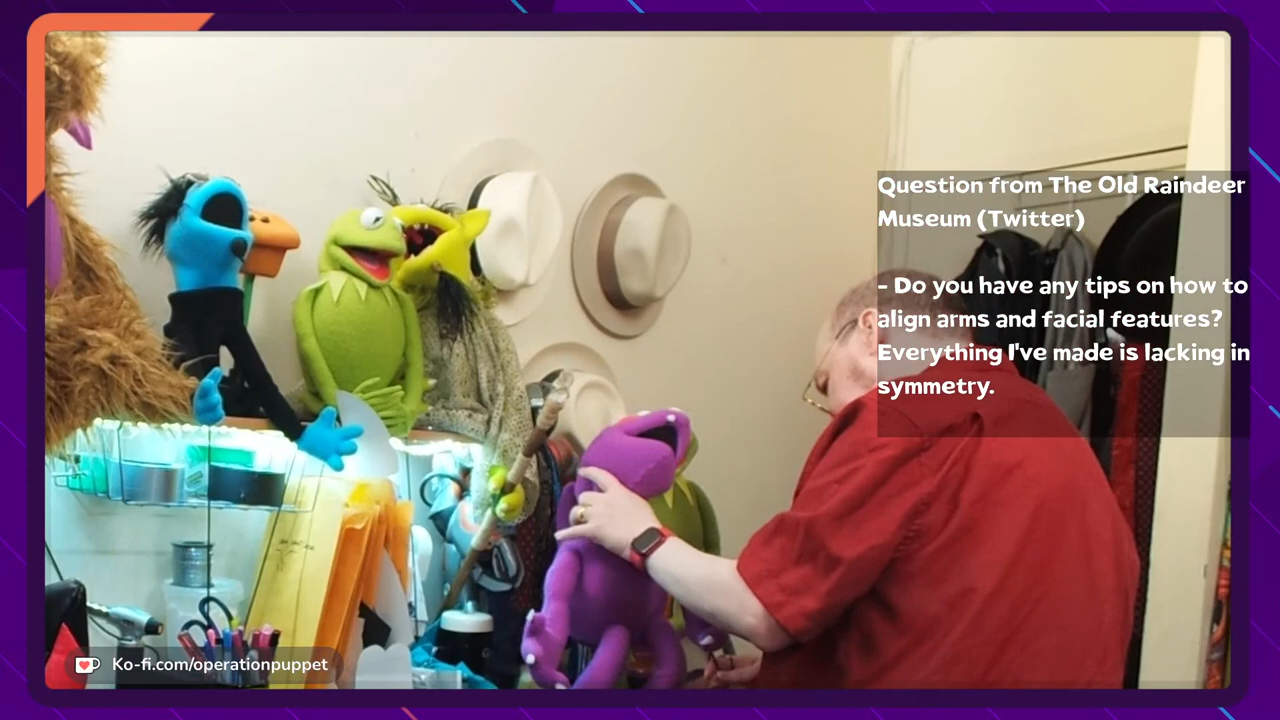 Question from The Old Raindeer
Museum (Twitter)
- Do you have any tips on how to
align arms and facial features?
Everything I've made is lacking in
symmetry.
Ko-fi.com/operationpuppet